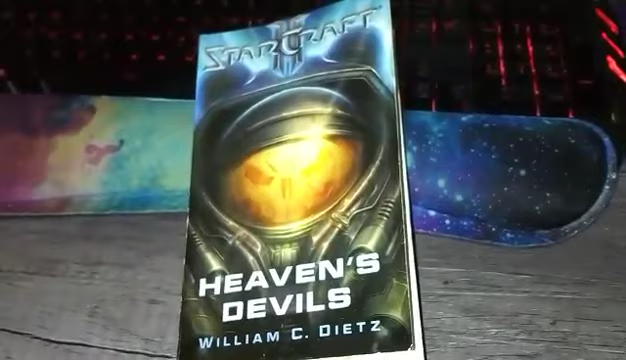 STARCRAFT
II
HEAVEN'S
DEVILS
WILLIAM C. DIETZ